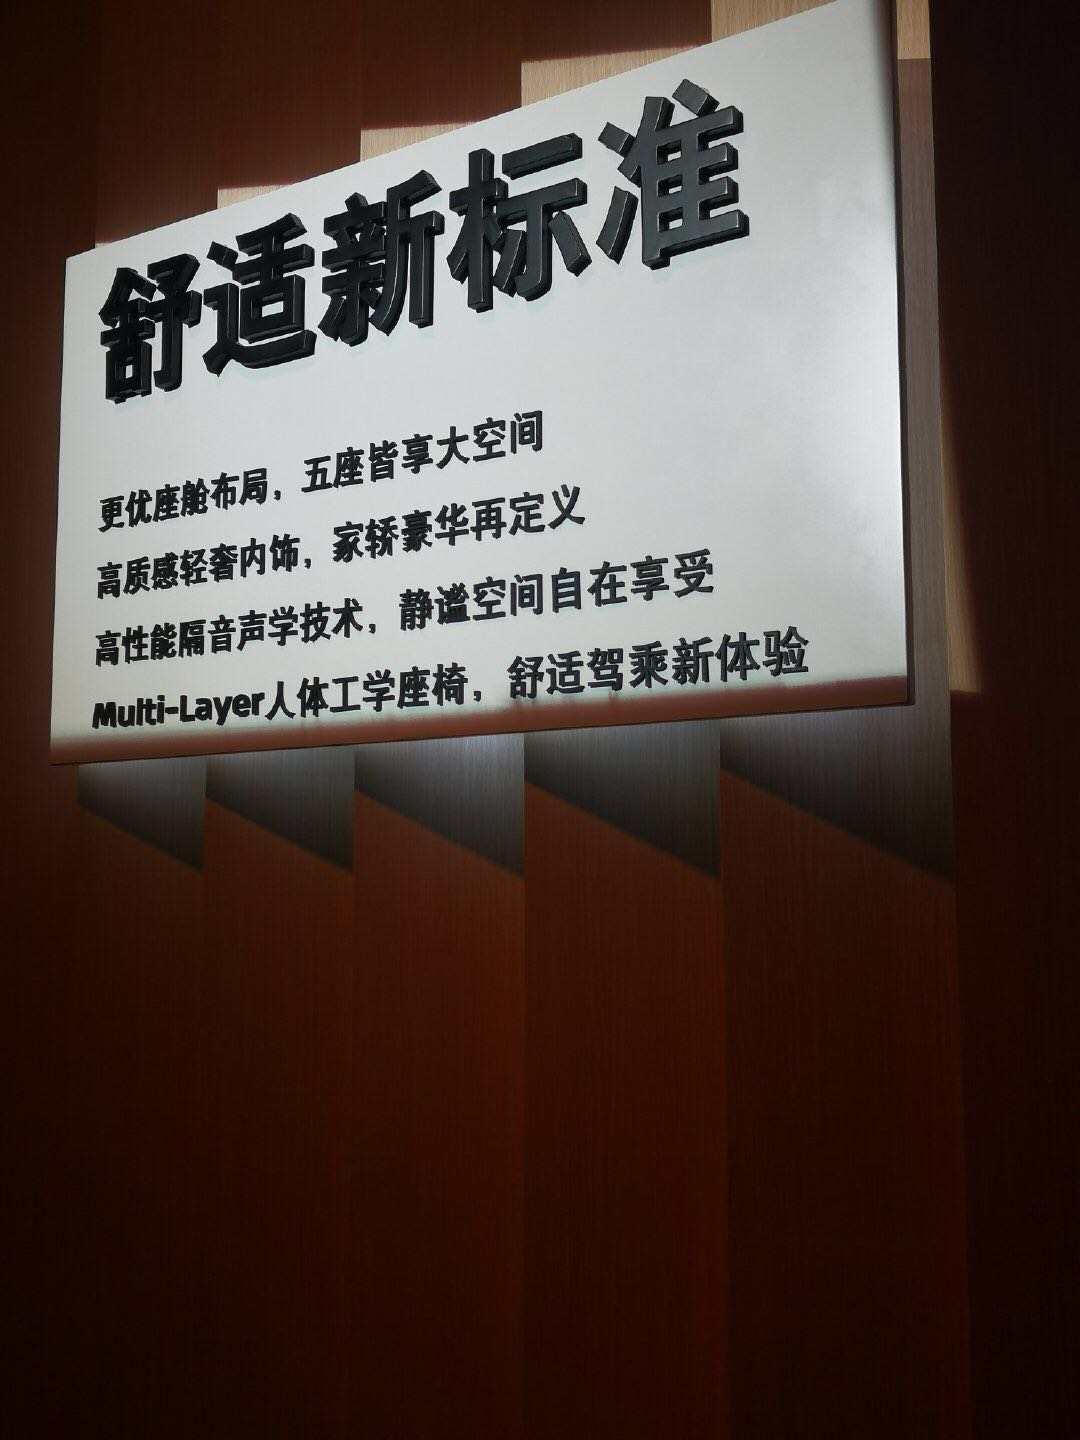 舒适新标准
更优座舱布局，五座皆享大空间
高质感轻奢内饰，家轿豪华再定义
高性能隔音声学技术，静谧空间自在享受
Multi-Layer人体工学座椅，舒适驾乘新体验